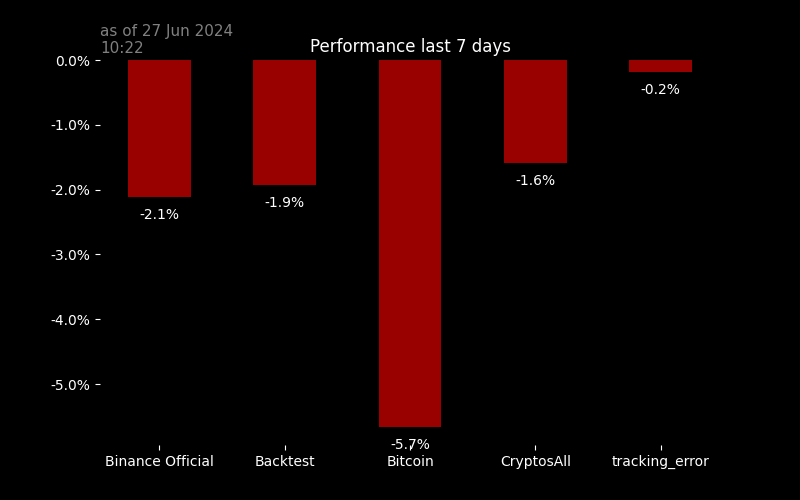 as of 27 Jun 2024
10:22
Performance last 7 days
0.0%
-1.0%
-2.0%
-3.0%
-4.0%
-5.0%
-2.1%
-1.9%
-5.7%
-1.6%
-0.2%
Binance Official
Backtest
Bitcoin
CryptosAll
tracking_error